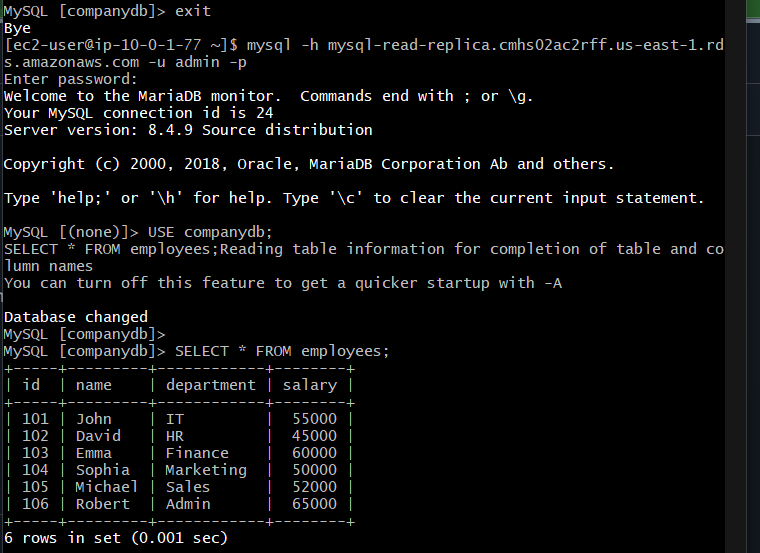 MySQL [companydb]> exit
Bye
[ec2-user@ip-10-0-1-77 ~]$ mysql -h mysql-read-replica.cmhs02ac2rff.us-east-1.rd
s.amazonaws.com -u admin -p
Enter password:
Welcome to the MariaDB monitor.  Commands end with ; or \g.
Your MySQL connection id is 24
Server version: 8.4.9 Source distribution

Copyright (c) 2000, 2018, Oracle, MariaDB Corporation Ab and others.

Type 'help;' or '\h' for help. Type '\c' to clear the current input statement.

MySQL [(none)]> USE companydb;
SELECT * FROM employees;Reading table information for completion of table and co
lumn names
You can turn off this feature to get a quicker startup with -A

Database changed
MySQL [companydb]>
MySQL [companydb]> SELECT * FROM employees;
+-----+---------+------------+--------+
| id  | name    | department | salary |
+-----+---------+------------+--------+
| 101 | John    | IT         |  55000 |
| 102 | David   | HR         |  45000 |
| 103 | Emma    | Finance    |  60000 |
| 104 | Sophia  | Marketing  |  50000 |
| 105 | Michael | Sales      |  52000 |
| 106 | Robert  | Admin      |  65000 |
+-----+---------+------------+--------+
6 rows in set (0.001 sec)